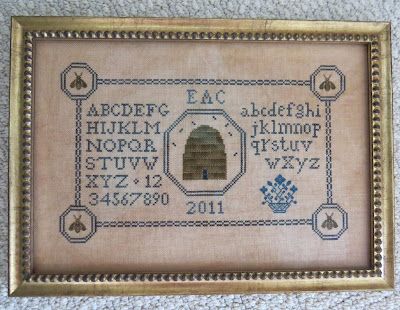 EAC
ABCDEFG
HIJKLM
NOPQR
STUVW
XYZ · 12
34567890
abcdefghi
jklmnop
qrstuv
wxyz
2011